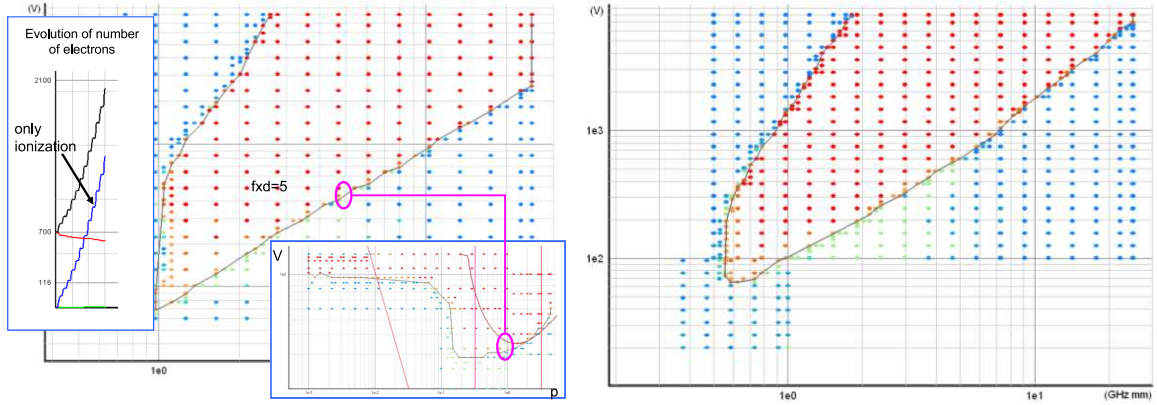 (V)
Evolution of number
of electrons
2100
only
ionization
700
116
fxd=5
V
p
1e0
(V)
1e3
1e2
1e0
1e1
(GHz mm)